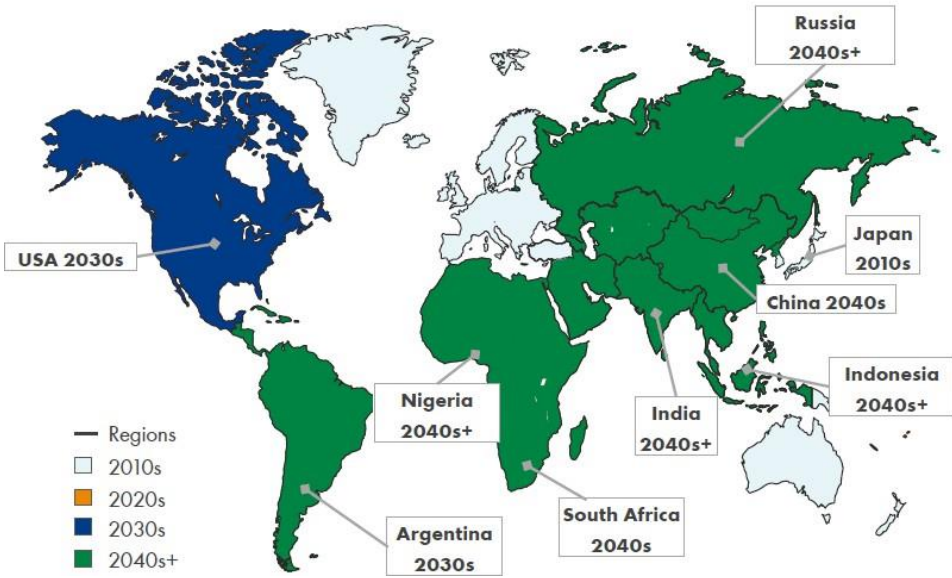 Russia
2040s+
USA 2030s
Japan
2010s
China 2040s
Nigeria
2040s+
India
2040s+
Indonesia
2040s+
South Africa
2040s
Argentina
2030s
Regions
2010s
2020s
2030s
2040s+